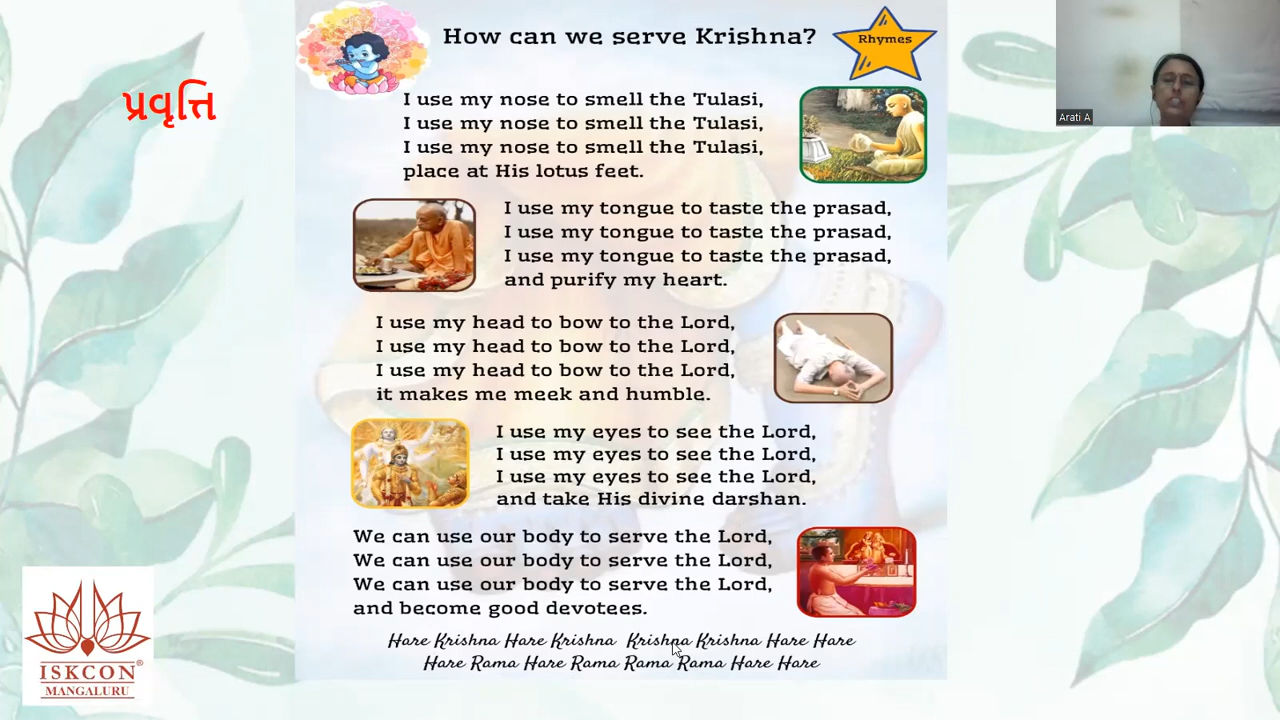 How can we serve Krishna?
Rhymes
પ્રવૃત્તિ
Arati A
I use my nose to smell the Tulasi,
I use my nose to smell the Tulasi,
I use my nose to smell the Tulasi,
place at His lotus feet.
I use my tongue to taste the prasad,
I use my tongue to taste the prasad,
I use my tongue to taste the prasad,
and purify my heart.
I use my head to bow to the Lord,
I use my head to bow to the Lord,
I use my head to bow to the Lord,
it makes me meek and humble.
I use my eyes to see the Lord,
I use my eyes to see the Lord,
I use my eyes to see the Lord,
and take His divine darshan.
We can use our body to serve the Lord,
We can use our body to serve the Lord,
We can use our body to serve the Lord,
and become good devotees.
Hare Krishna Hare Krishna Krishna Krishna Hare Hare
Hare Rama Hare Rama Rama Rama Hare Hare
ISKCON®
MANGALURU